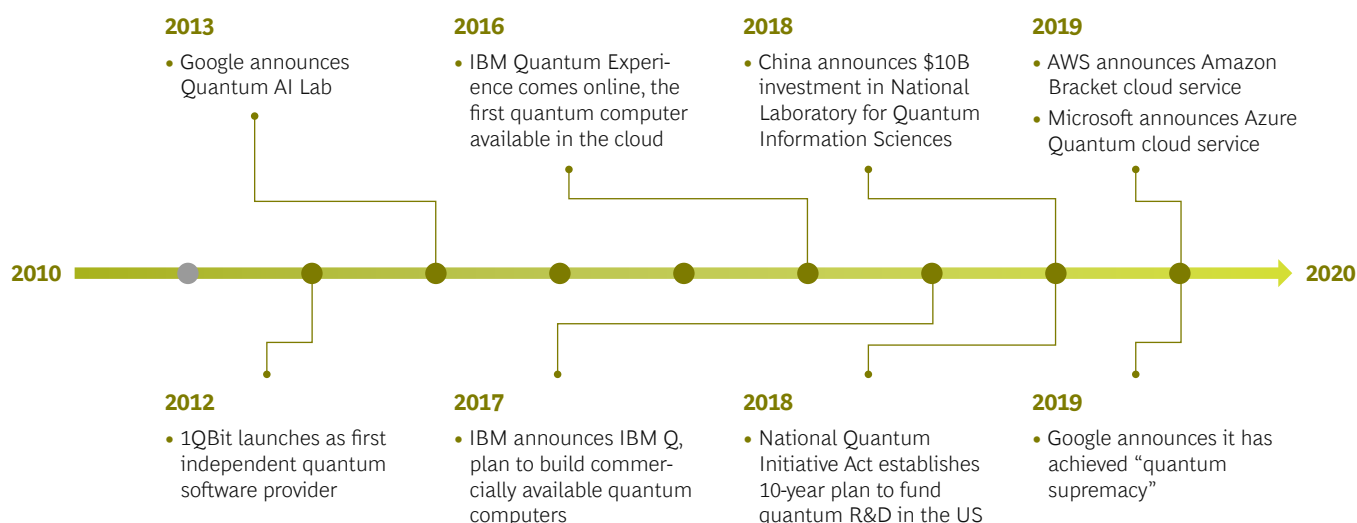 2013
• Google announces
Quantum AI Lab
2016
• IBM Quantum Experi-
ence comes online, the
first quantum computer
available in the cloud
2018
• China announces $10B
investment in National
Laboratory for Quantum
Information Sciences
2019
• AWS announces Amazon
Bracket cloud service
• Microsoft announces Azure
Quantum cloud service
2010
2020
2012
• 1QBit launches as first
independent quantum
software provider
2017
• IBM announces IBM Q,
plan to build commer-
cially available quantum
computers
2018
• National Quantum
Initiative Act establishes
10-year plan to fund
quantum R&D in the US
2019
• Google announces it has
achieved “quantum
supremacy”